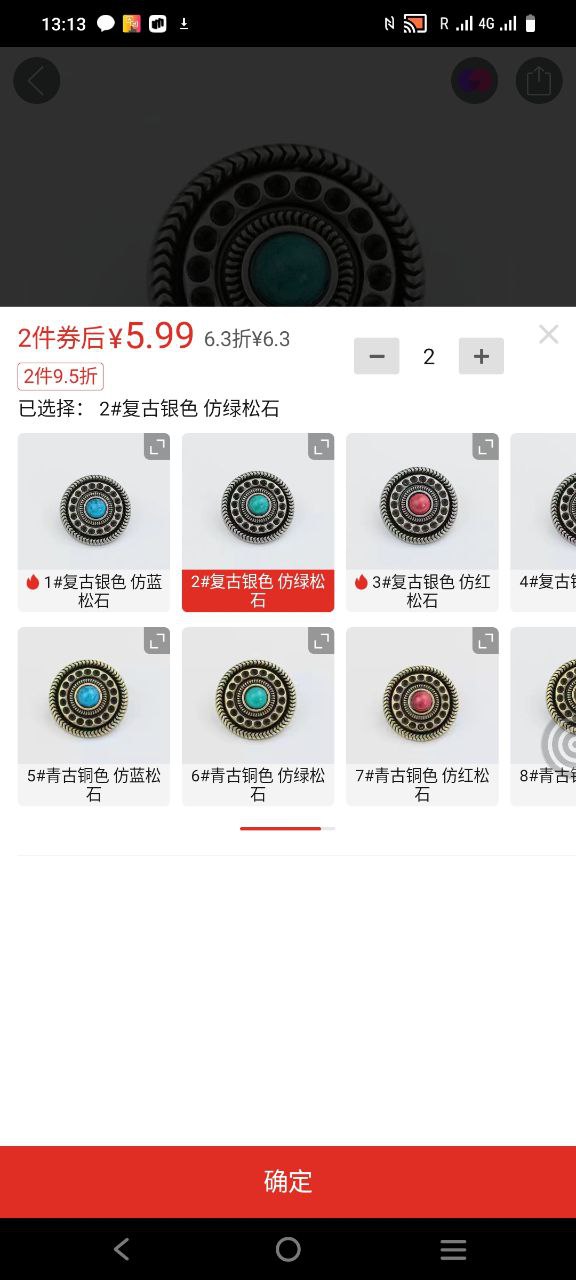 13:13 R 4G
2件券后¥5.99 6.3折¥6.3
2
2件9.5折
已选择： 2#复古银色 仿绿松石
1#复古银色 仿蓝
松石
2#复古银色 仿绿松
石
3#复古银色 仿红
松石
4#复古
5#青古铜色 仿蓝松
石
6#青古铜色 仿绿松
石
7#青古铜色 仿红松
石
8#青古
确定